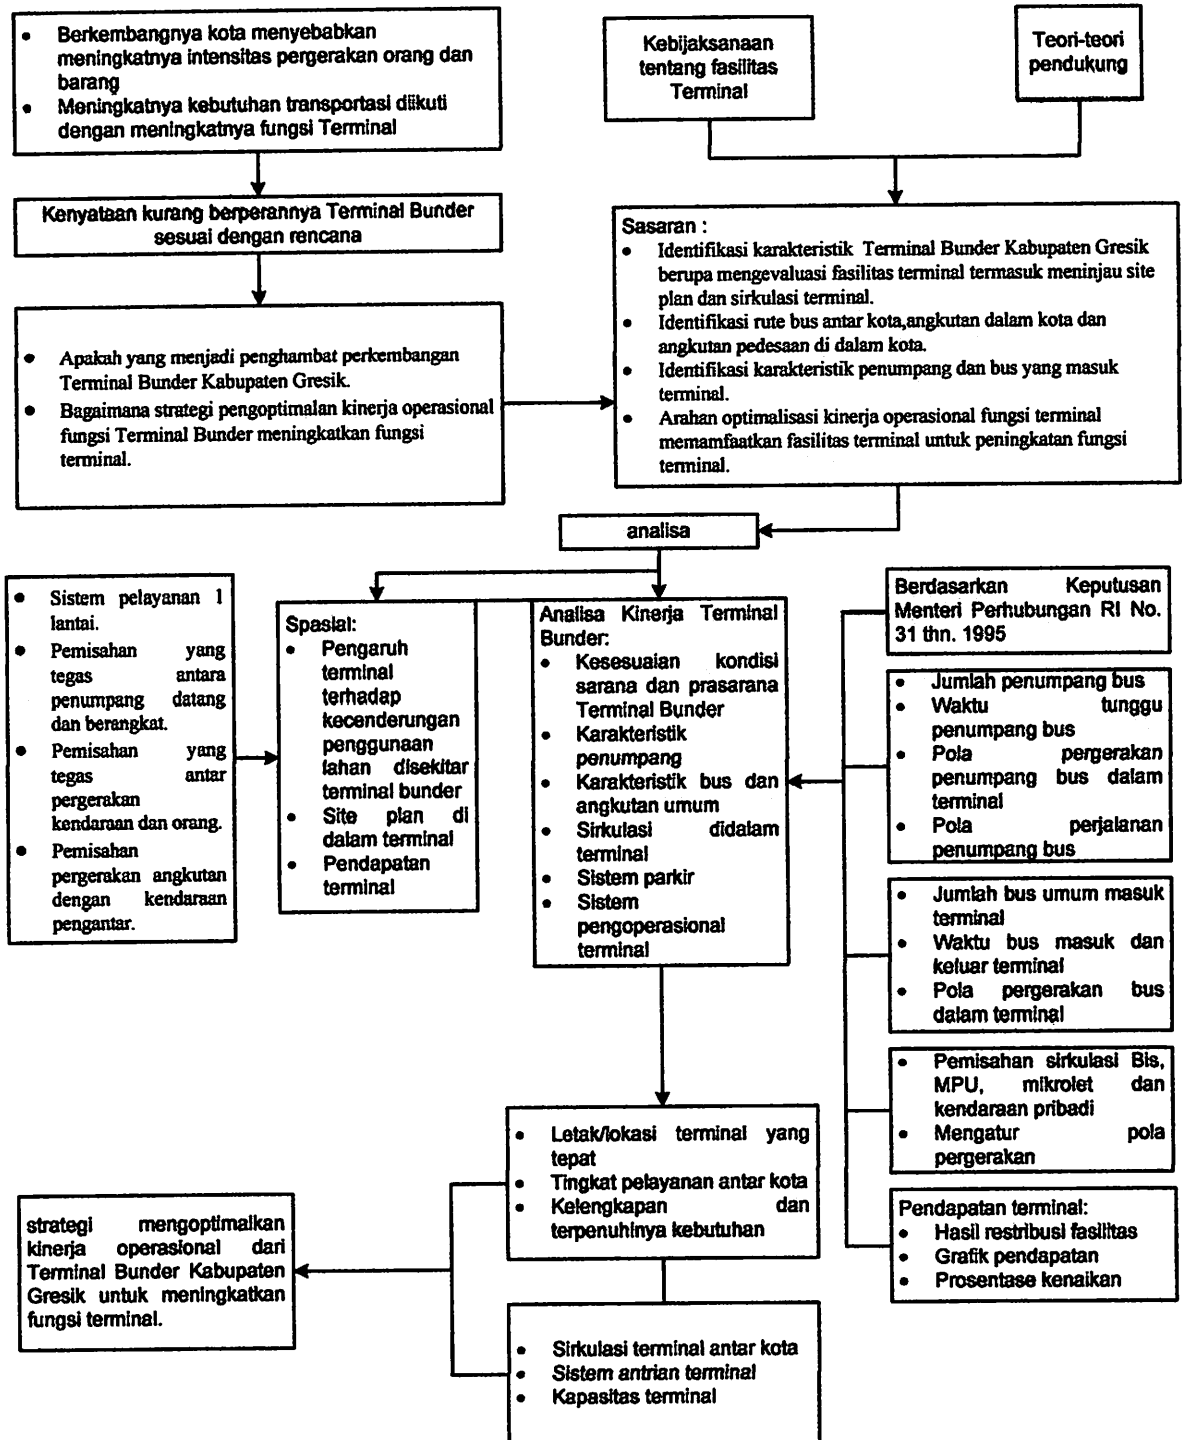 • Berkembangnya kota menyebabkan
meningkatnya intensitas pergerakan orang dan
barang
• Meningkatnya kebutuhan transportasi diikuti
dengan meningkatnya fungsi Terminal
Kebijaksanaan
tentang fasilitas
Terminal
Teori-teori
pendukung
Kenyataan kurang berperannya Terminal Bunder
sesuai dengan rencana
• Apakah yang menjadi penghambat perkembangan
Terminal Bunder Kabupaten Gresik.
• Bagaimana strategi pengoptimalan kinerja operasional
fungsi Terminal Bunder meningkatkan fungsi
terminal.
Sasaran :
• Identifikasi karakteristik Terminal Bunder Kabupaten Gresik
berupa mengevaluasi fasilitas terminal termasuk meninjau site
plan dan sirkulasi terminal.
• Identifikasi rute bus antar kota,angkutan dalam kota dan
angkutan pedesaan di dalam kota.
• Identifikasi karakteristik penumpang dan bus yang masuk
terminal.
• Arahan optimalisasi kinerja operasional fungsi terminal
memamfaatkan fasilitas terminal untuk peningkatan fungsi
terminal.
analisa
• Sistem pelayanan 1
lantai.
• Pemisahan yang
tegas antara
penumpang datang
dan berangkat.
• Pemisahan yang
tegas antar
pergerakan
kendaraan dan orang.
• Pemisahan
pergerakan angkutan
dengan kendaraan
pengantar.
Spasial:
• Pengaruh
terminal
terhadap
kecenderungan
penggunaan
lahan disekitar
terminal bunder
• Site plan di
dalam terminal
• Pendapatan
terminal
Analisa Kinerja Terminal
Bunder:
• Kesesuaian kondisi
sarana dan prasarana
Terminal Bunder
• Karakteristik
penumpang
• Karakteristik bus dan
angkutan umum
• Sirkulasi didalam
terminal
• Sistem parkir
• Sistem
pengoperasional
terminal
Berdasarkan Keputusan
Menteri Perhubungan RI No.
31 thn. 1995
• Jumlah penumpang bus
• Waktu tunggu
penumpang bus
• Pola pergerakan
penumpang bus dalam
terminal
• Pola perjalanan
penumpang bus
• Jumlah bus umum masuk
terminal
• Waktu bus masuk dan
keluar terminal
• Pola pergerakan bus
dalam terminal
• Pemisahan sirkulasi Bis,
MPU, mikrolet dan
kendaraan pribadi
• Mengatur pola
pergerakan
Pendapatan terminal:
• Hasil restribusi fasilitas
• Grafik pendapatan
• Prosentase kenaikan
• Letak/lokasi terminal yang
tepat
• Tingkat pelayanan antar kota
• Kelengkapan dan
terpenuhinya kebutuhan
strategi mengoptimalkan
kinerja operasional dari
Terminal Bunder Kabupaten
Gresik untuk meningkatkan
fungsi terminal.
• Sirkulasi terminal antar kota
• Sistem antrian terminal
• Kapasitas terminal